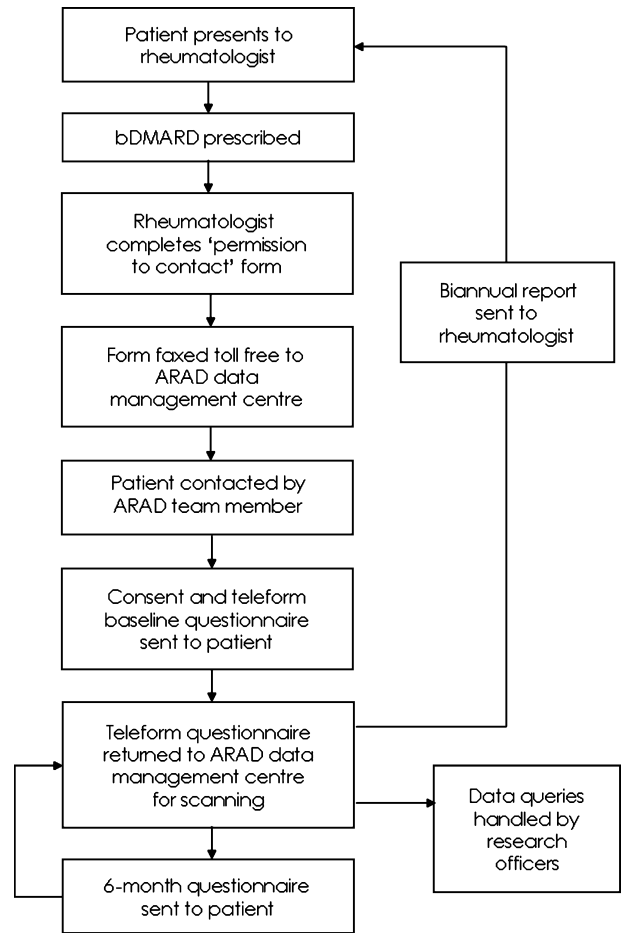 Patient presents to
rheumatologist
bDMARD prescribed
Rheumatologist
completes ‘permission
to contact’ form
Form faxed toll free to
ARAD data
management centre
Patient contacted by
ARAD team member
Consent and teleform
baseline questionnaire
sent to patient
Teleform questionnaire
returned to ARAD data
management centre
for scanning
6-month questionnaire
sent to patient
Biannual report
sent to
rheumatologist
Data queries
handled by
research
officers